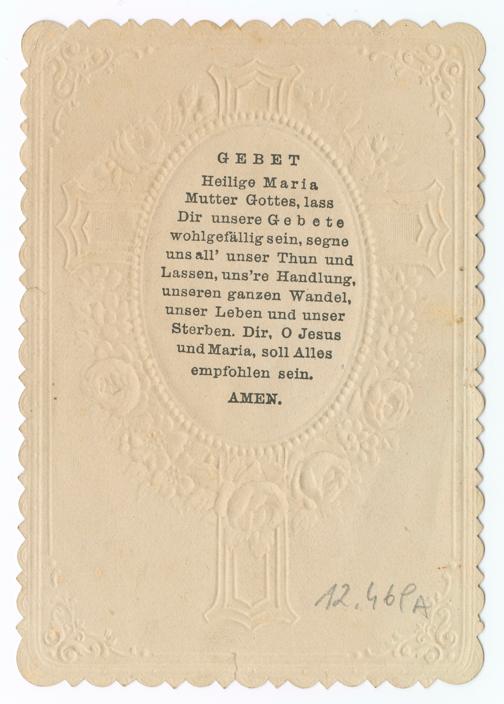 GEBET
Heilige Maria
Mutter Gottes, lass
Dir unsere Gebete
wohlgefällig sein, segne
uns all' unser Thun und
Lassen, uns're Handlung,
unseren ganzen Wandel,
unser Leben und unser
Sterben. Dir, O Jesus
und Maria, soll Alles
empfohlen sein.
AMEN.